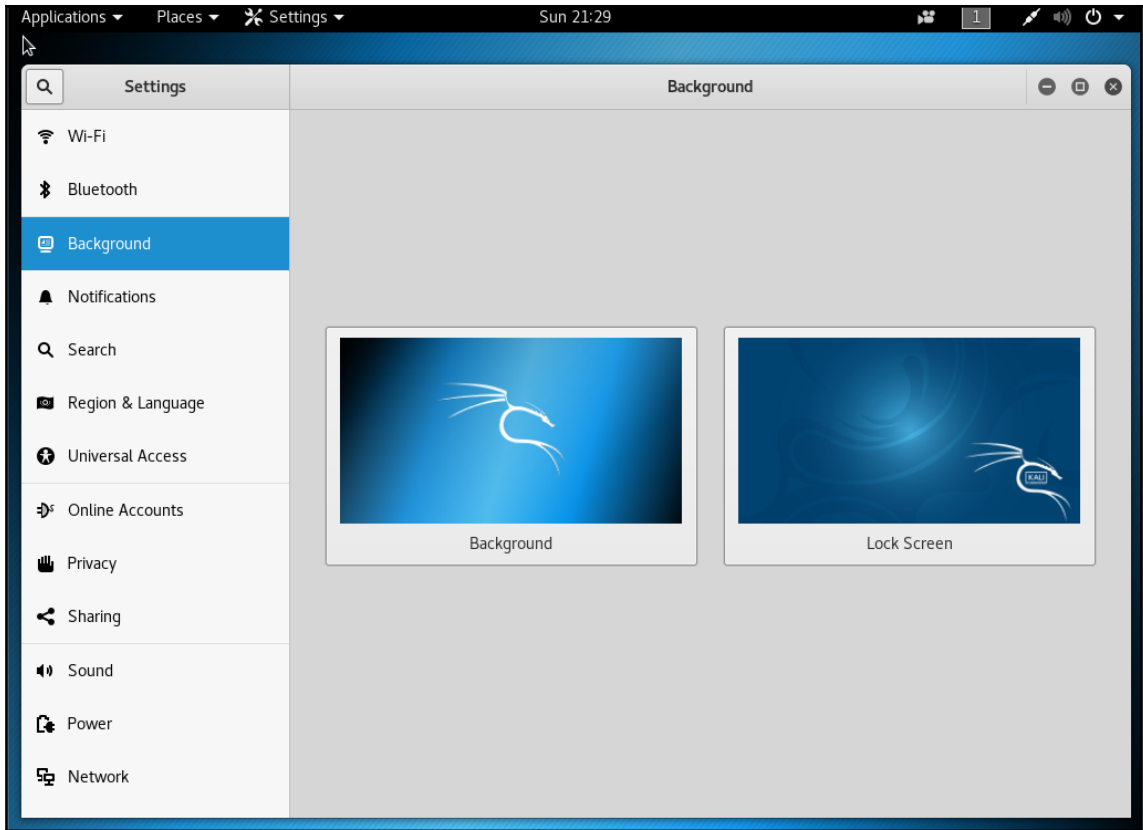 Applications Places Settings Sun 21:29 1
Settings Background
Wi-Fi
Bluetooth
Background
Notifications
Search
Region & Language
Universal Access
Online Accounts
Privacy
Sharing
Sound
Power
Network
KALI
Background Lock Screen